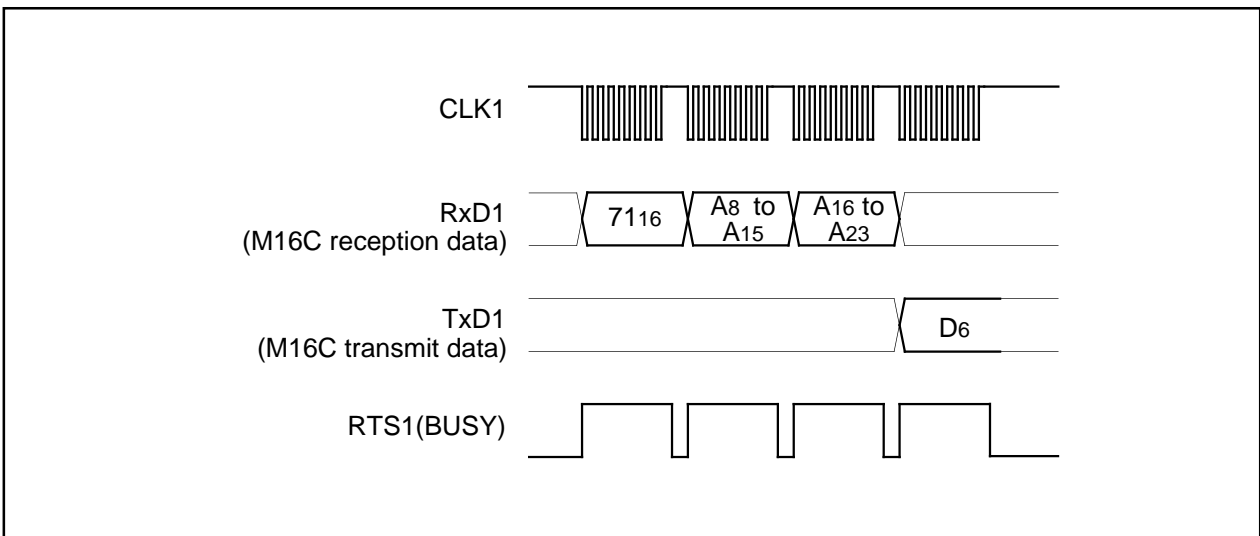 CLK1
RxD1
(M16C reception data)
7116
A8 to
A15
A16 to
A23
TxD1
(M16C transmit data)
D6
RTS1(BUSY)